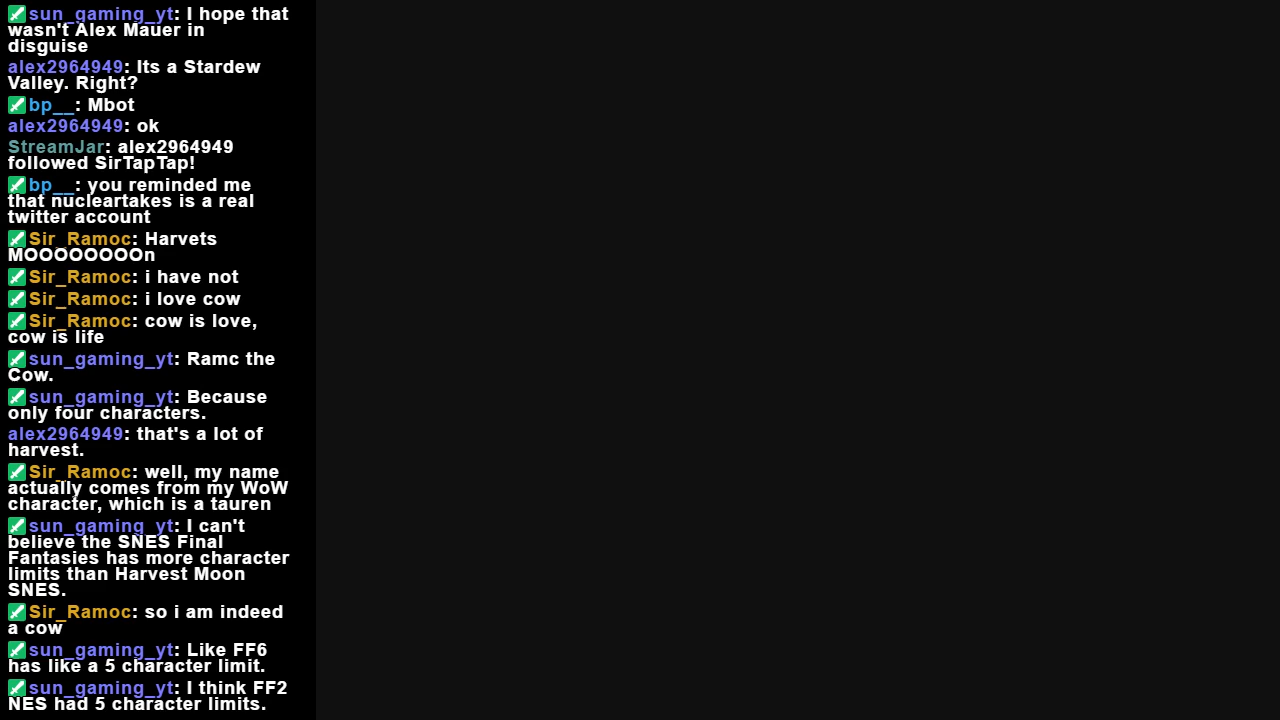 sun_gaming_yt: I hope that
wasn't Alex Mauer in
disguise
alex2964949: Its a Stardew
Valley. Right?
bp__: Mbot
alex2964949: ok
StreamJar: alex2964949
followed SirTapTap!
bp__: you reminded me
that nucleartakes is a real
twitter account
Sir_Ramoc: Harvets
MOOOOOOOOn
Sir_Ramoc: i have not
Sir_Ramoc: i love cow
Sir_Ramoc: cow is love,
cow is life
sun_gaming_yt: Ramc the
Cow.
sun_gaming_yt: Because
only four characters.
alex2964949: that's a lot of
harvest.
Sir_Ramoc: well, my name
actually comes from my WoW
character, which is a tauren
sun_gaming_yt: I can't
believe the SNES Final
Fantasies has more character
limits than Harvest Moon
SNES.
Sir_Ramoc: so i am indeed
a cow
sun_gaming_yt: Like FF6
has like a 5 character limit.
sun_gaming_yt: I think FF2
NES had 5 character limits.